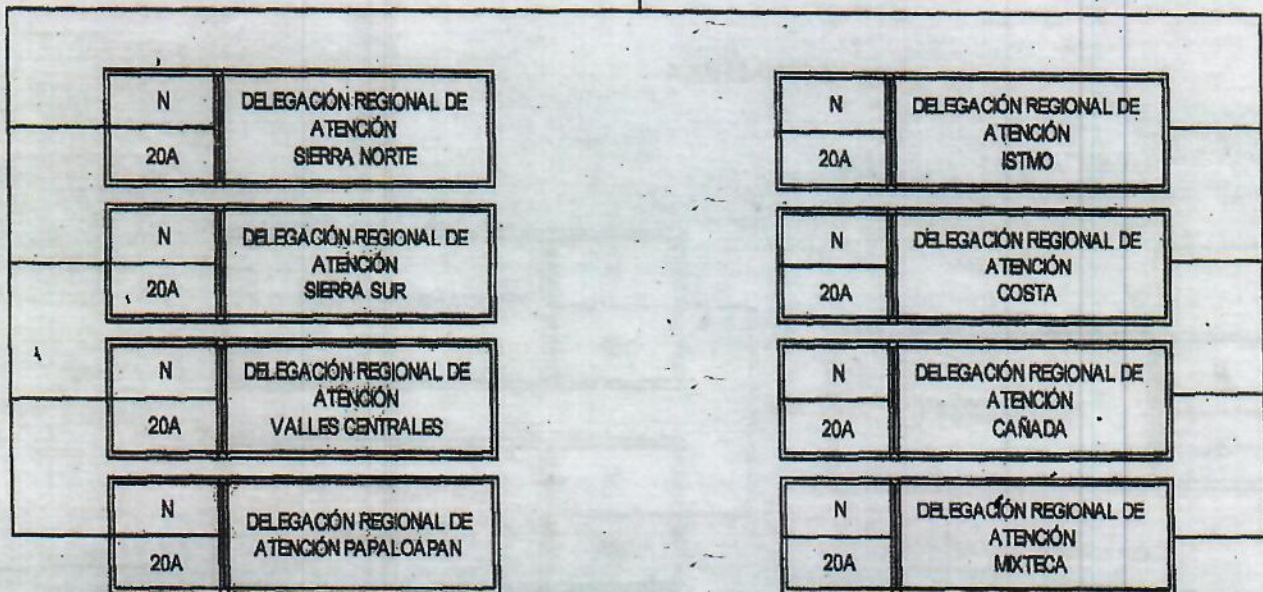 N
20A
DELEGACIÓN REGIONAL DE
ATENCIÓN
SIERRA NORTE
N
20A
DELEGACIÓN REGIONAL DE
ATENCIÓN
SIERRA SUR
N
20A
DELEGACIÓN REGIONAL DE
ATENCIÓN
VALLES CENTRALES
N
20A
DELEGACIÓN REGIONAL DE
ATENCIÓN PAPALOAPAN
N
20A
DELEGACIÓN REGIONAL DE
ATENCIÓN
ISTMO
N
20A
DELEGACIÓN REGIONAL DE
ATENCIÓN
COSTA
N
20A
DELEGACIÓN REGIONAL DE
ATENCIÓN
CAÑADA
N
20A
DELEGACIÓN REGIONAL DE
ATENCIÓN
MIXTECA